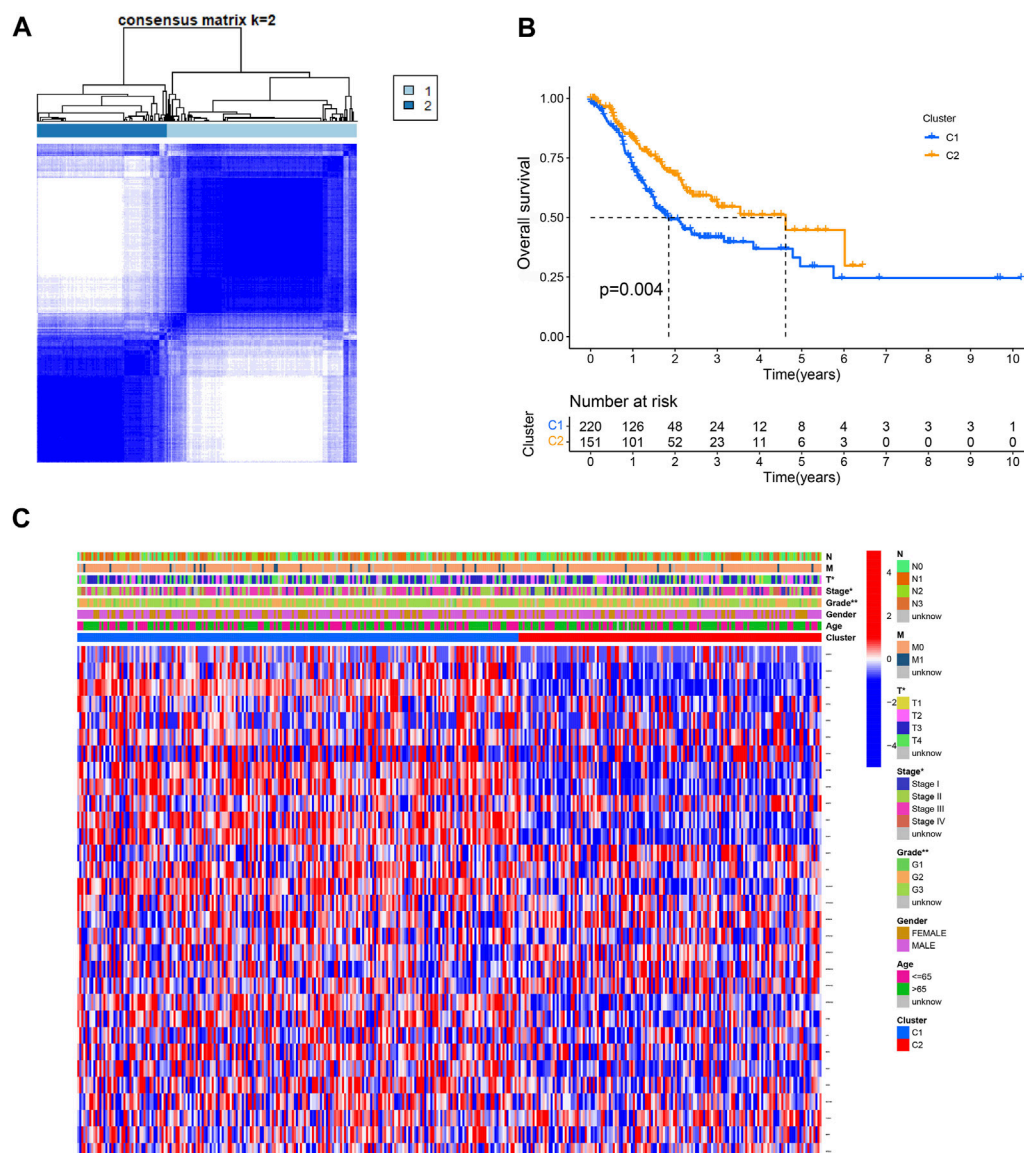 A
consensus matrix k=2
1
2
B
Cluster
C1
C2
Overall survival
1.00
0.75
0.50
0.25
0.00
p=0.004
0 1 2 3 4 5 6 7 8 9 10
Time(years)
Number at risk
Cluster
C1 220 126 48 24 12 8 4 3 3 3 1
C2 151 101 52 23 11 6 3 0 0 0 0
0 1 2 3 4 5 6 7 8 9 10
Time(years)
C
N
M
T*
Stage*
Grade**
Gender
Age
Cluster
4
2
0
−2
−4
N
N0
N1
N2
N3
unknow
M
M0
M1
unknow
T*
T1
T2
T3
T4
unknow
Stage*
Stage I
Stage II
Stage III
Stage IV
unknow
Grade**
G1
G2
G3
unknow
Gender
FEMALE
MALE
Age
<=65
>65
unknow
Cluster
C1
C2